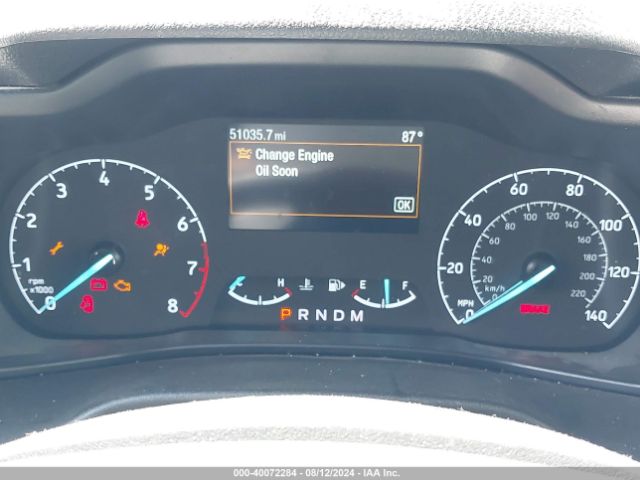 51035.7 mi 87°
Change Engine
Oil Soon
OK
0 1 2 3 4 5 6 7 8
rpm
x1000
C H
E F
P R N D M
0 20 40 60 80 100 120 140
MPH
0 20 40 60 80 100 120 140 160 180 200 220
km/h
BRAKE
000-40072284 - 08/12/2024 - IAA Inc.